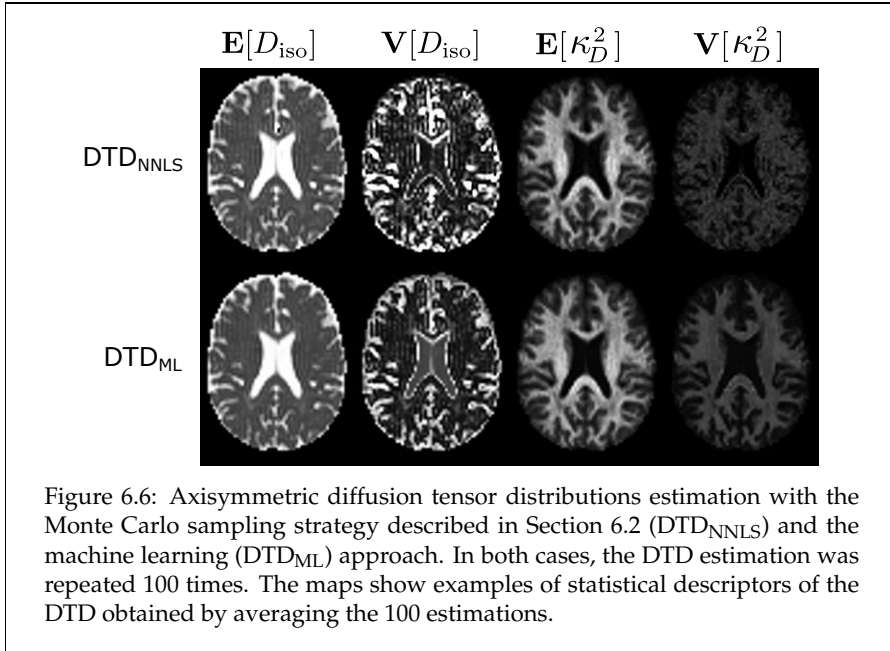 E[D_iso] V[D_iso] E[κ_D^2] V[κ_D^2]
DTD_NNLS
DTD_ML
Figure 6.6: Axisymmetric diffusion tensor distributions estimation with the
Monte Carlo sampling strategy described in Section 6.2 (DTD_NNLS) and the
machine learning (DTD_ML) approach. In both cases, the DTD estimation was
repeated 100 times. The maps show examples of statistical descriptors of the
DTD obtained by averaging the 100 estimations.